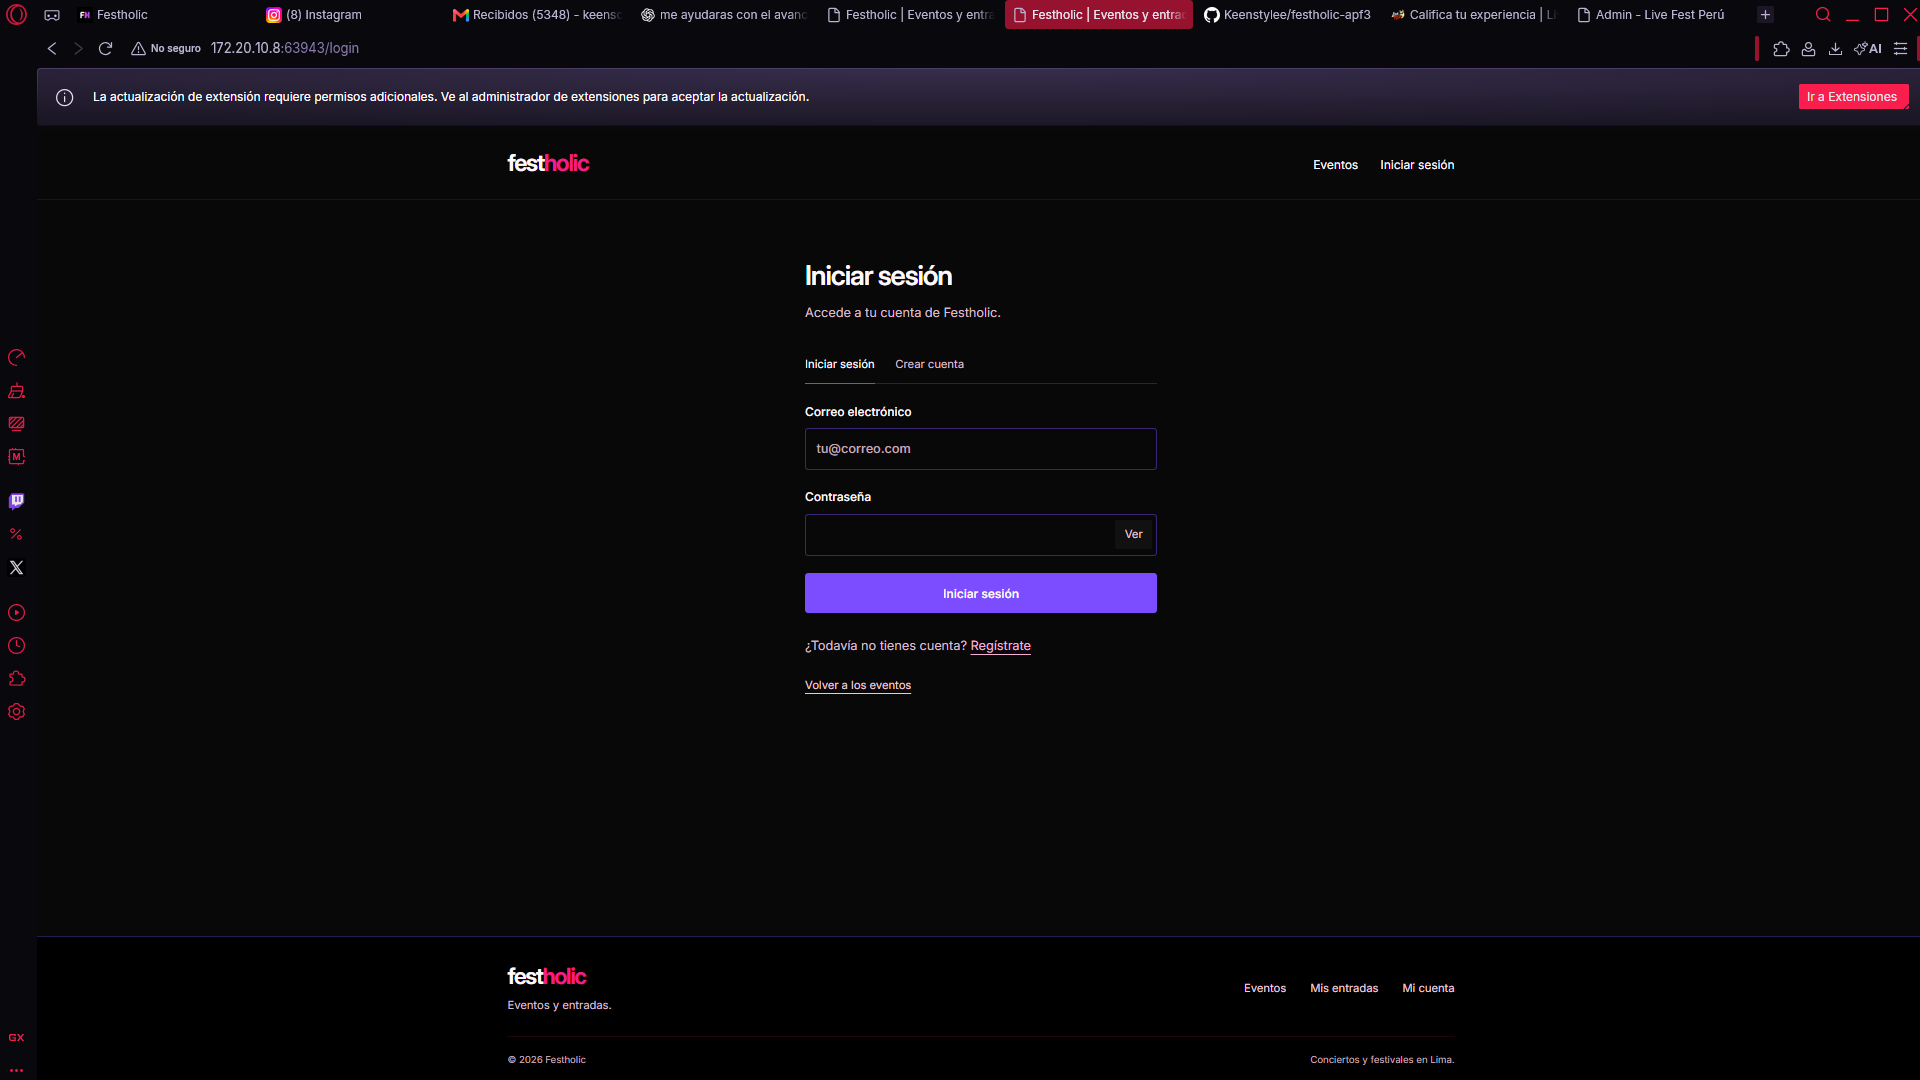 Festholic
(8) Instagram
Recibidos (5348) - keensc
me ayudaras con el avanc
Festholic | Eventos y entra
Festholic | Eventos y entrac
Keenstylee/festholic-apf3
Califica tu experiencia | Li
Admin - Live Fest Perú
No seguro
172.20.10.8:63943/login
AI
La actualización de extensión requiere permisos adicionales. Ve al administrador de extensiones para aceptar la actualización.
Ir a Extensiones
festholic
Eventos
Iniciar sesión
Iniciar sesión
Accede a tu cuenta de Festholic.
Iniciar sesión
Crear cuenta
Correo electrónico
tu@correo.com
Contraseña
Ver
Iniciar sesión
¿Todavía no tienes cuenta? Regístrate
Volver a los eventos
festholic
Eventos y entradas.
Eventos
Mis entradas
Mi cuenta
© 2026 Festholic
Conciertos y festivales en Lima.
GX